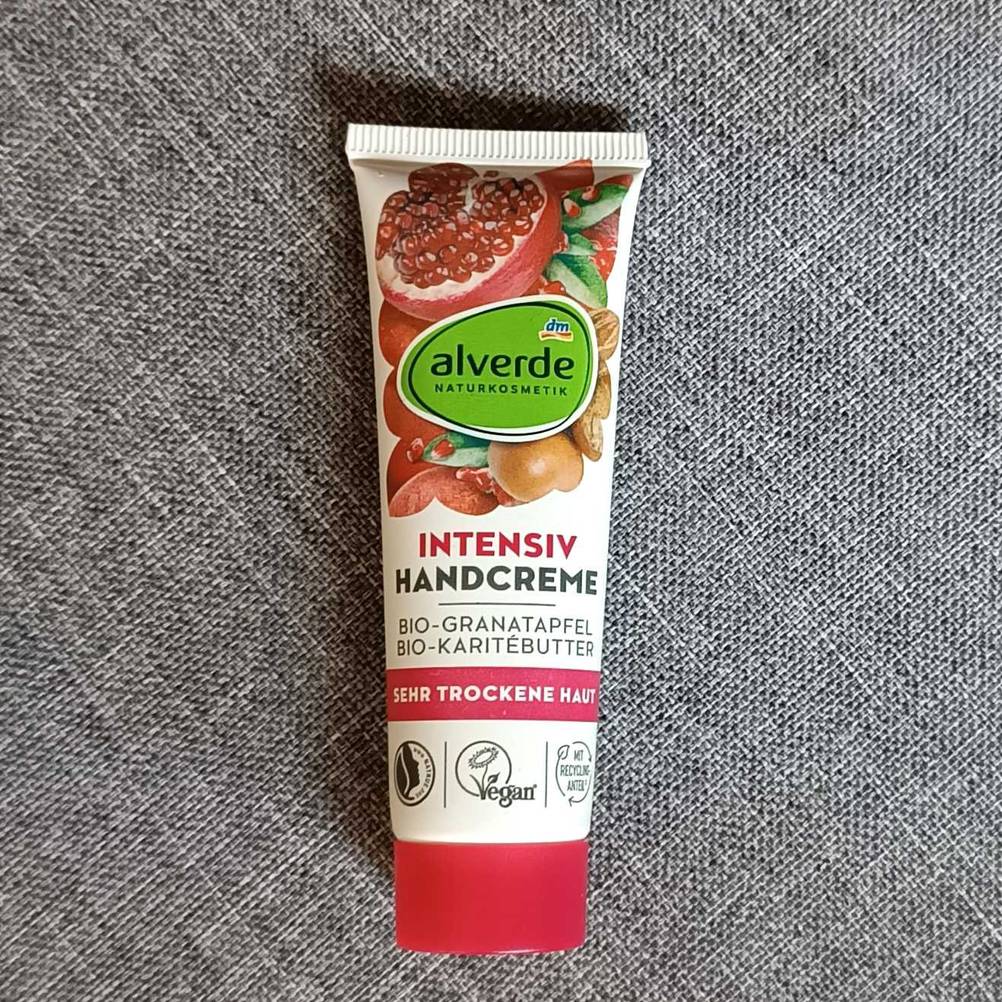 dm
alverde
NATURKOSMETIK
INTENSIV
HANDCREME
BIO-GRANATAPFEL
BIO-KARITÉBUTTER
SEHR TROCKENE HAUT
Vegan
MIT
RECYCLING-
ANTEIL